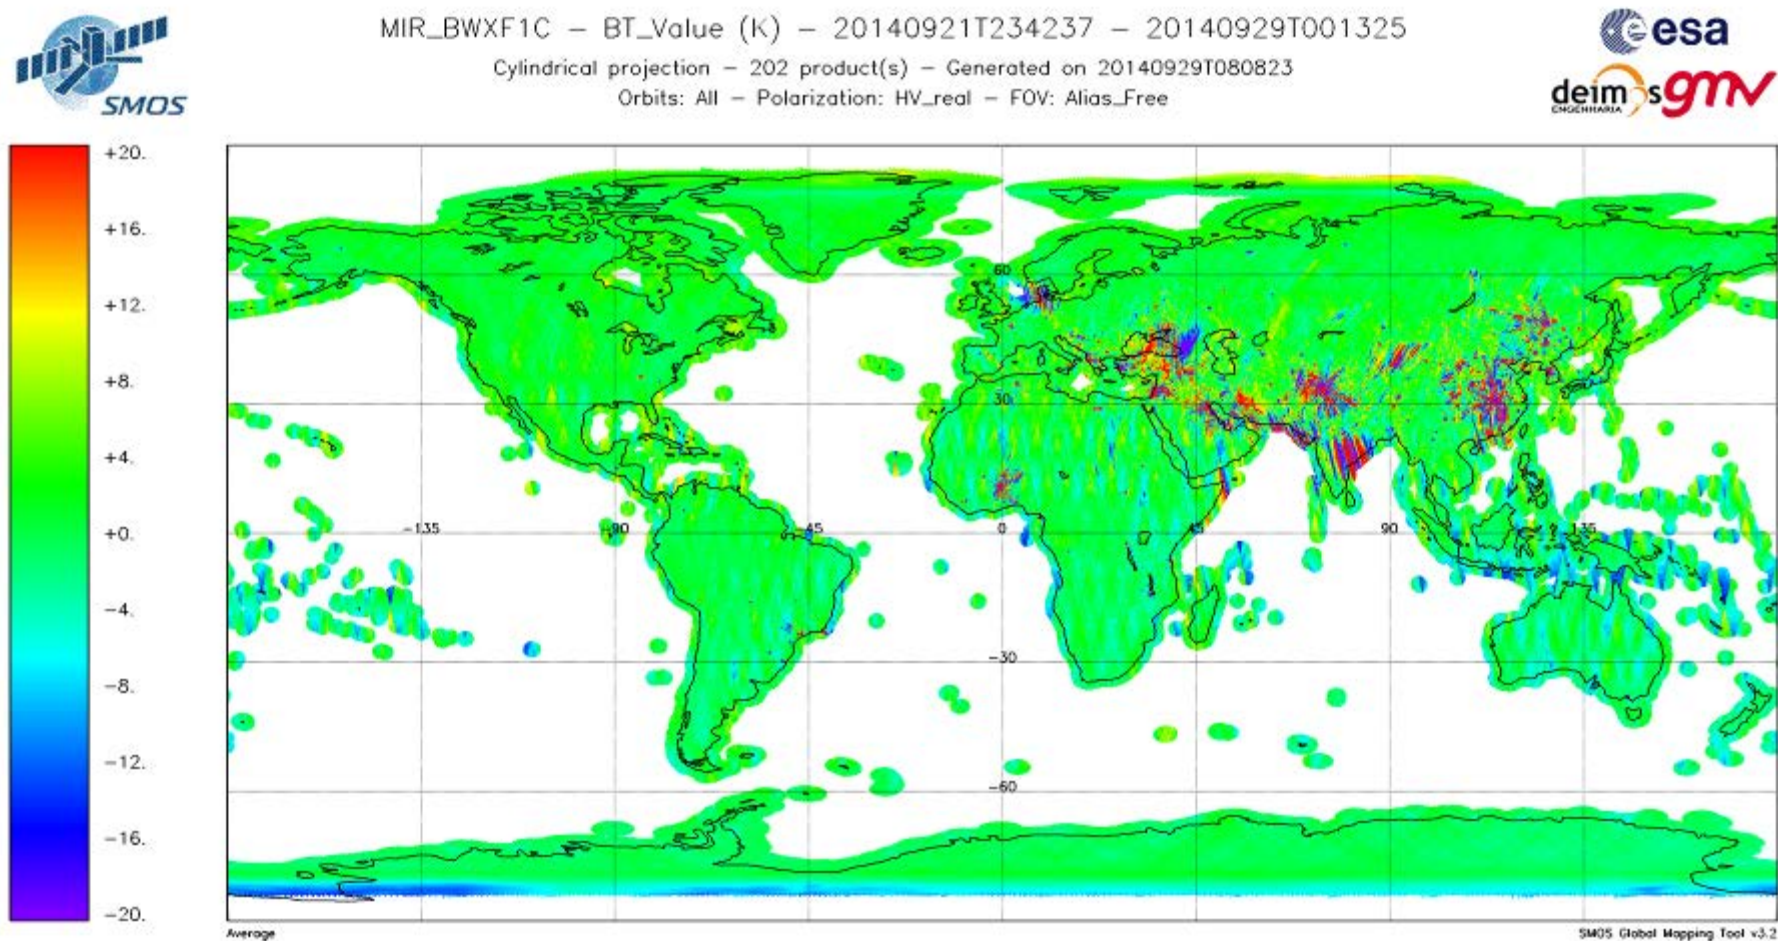 MIR_BWXF1C – BT_Value (K) – 20140921T234237 – 20140929T001325
Cylindrical projection – 202 product(s) – Generated on 20140929T080823
Orbits: All – Polarization: HV_real – FOV: Alias_Free
SMOS
esa
deimos
ENGENHARIA
gmv
+20.
+16.
+12.
+8.
+4.
+0.
−4.
−8.
−12.
−16.
−20.
60
30
−135
−90
−45
0
45
90
135
−30
−60
Average
SMOS Global Mapping Tool v3.2